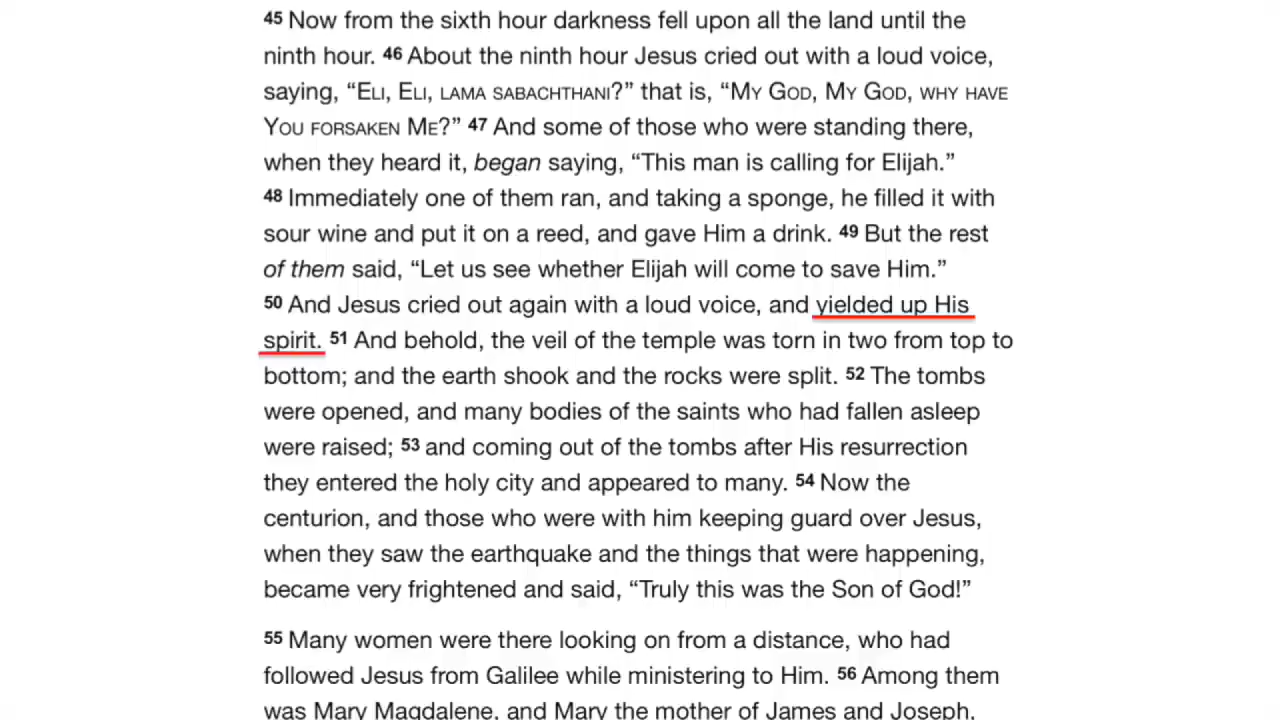 45 Now from the sixth hour darkness fell upon all the land until the
ninth hour. 46 About the ninth hour Jesus cried out with a loud voice,
saying, “Eli, Eli, lama sabachthani?” that is, “My God, My God, why have
You forsaken Me?” 47 And some of those who were standing there,
when they heard it, began saying, “This man is calling for Elijah.”
48 Immediately one of them ran, and taking a sponge, he filled it with
sour wine and put it on a reed, and gave Him a drink. 49 But the rest
of them said, “Let us see whether Elijah will come to save Him.”
50 And Jesus cried out again with a loud voice, and yielded up His
spirit. 51 And behold, the veil of the temple was torn in two from top to
bottom; and the earth shook and the rocks were split. 52 The tombs
were opened, and many bodies of the saints who had fallen asleep
were raised; 53 and coming out of the tombs after His resurrection
they entered the holy city and appeared to many. 54 Now the
centurion, and those who were with him keeping guard over Jesus,
when they saw the earthquake and the things that were happening,
became very frightened and said, “Truly this was the Son of God!”
55 Many women were there looking on from a distance, who had
followed Jesus from Galilee while ministering to Him. 56 Among them
was Mary Magdalene, and Mary the mother of James and Joseph,